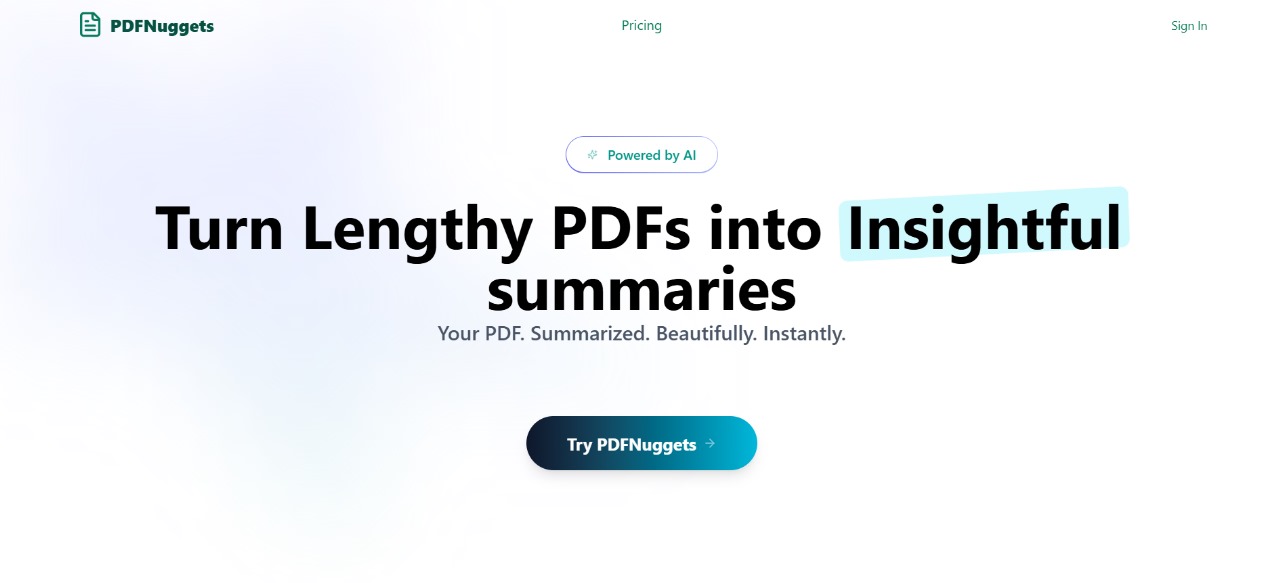 PDFNuggets
Pricing
Sign In
Powered by AI
Turn Lengthy PDFs into Insightful
summaries
Your PDF. Summarized. Beautifully. Instantly.
Try PDFNuggets →